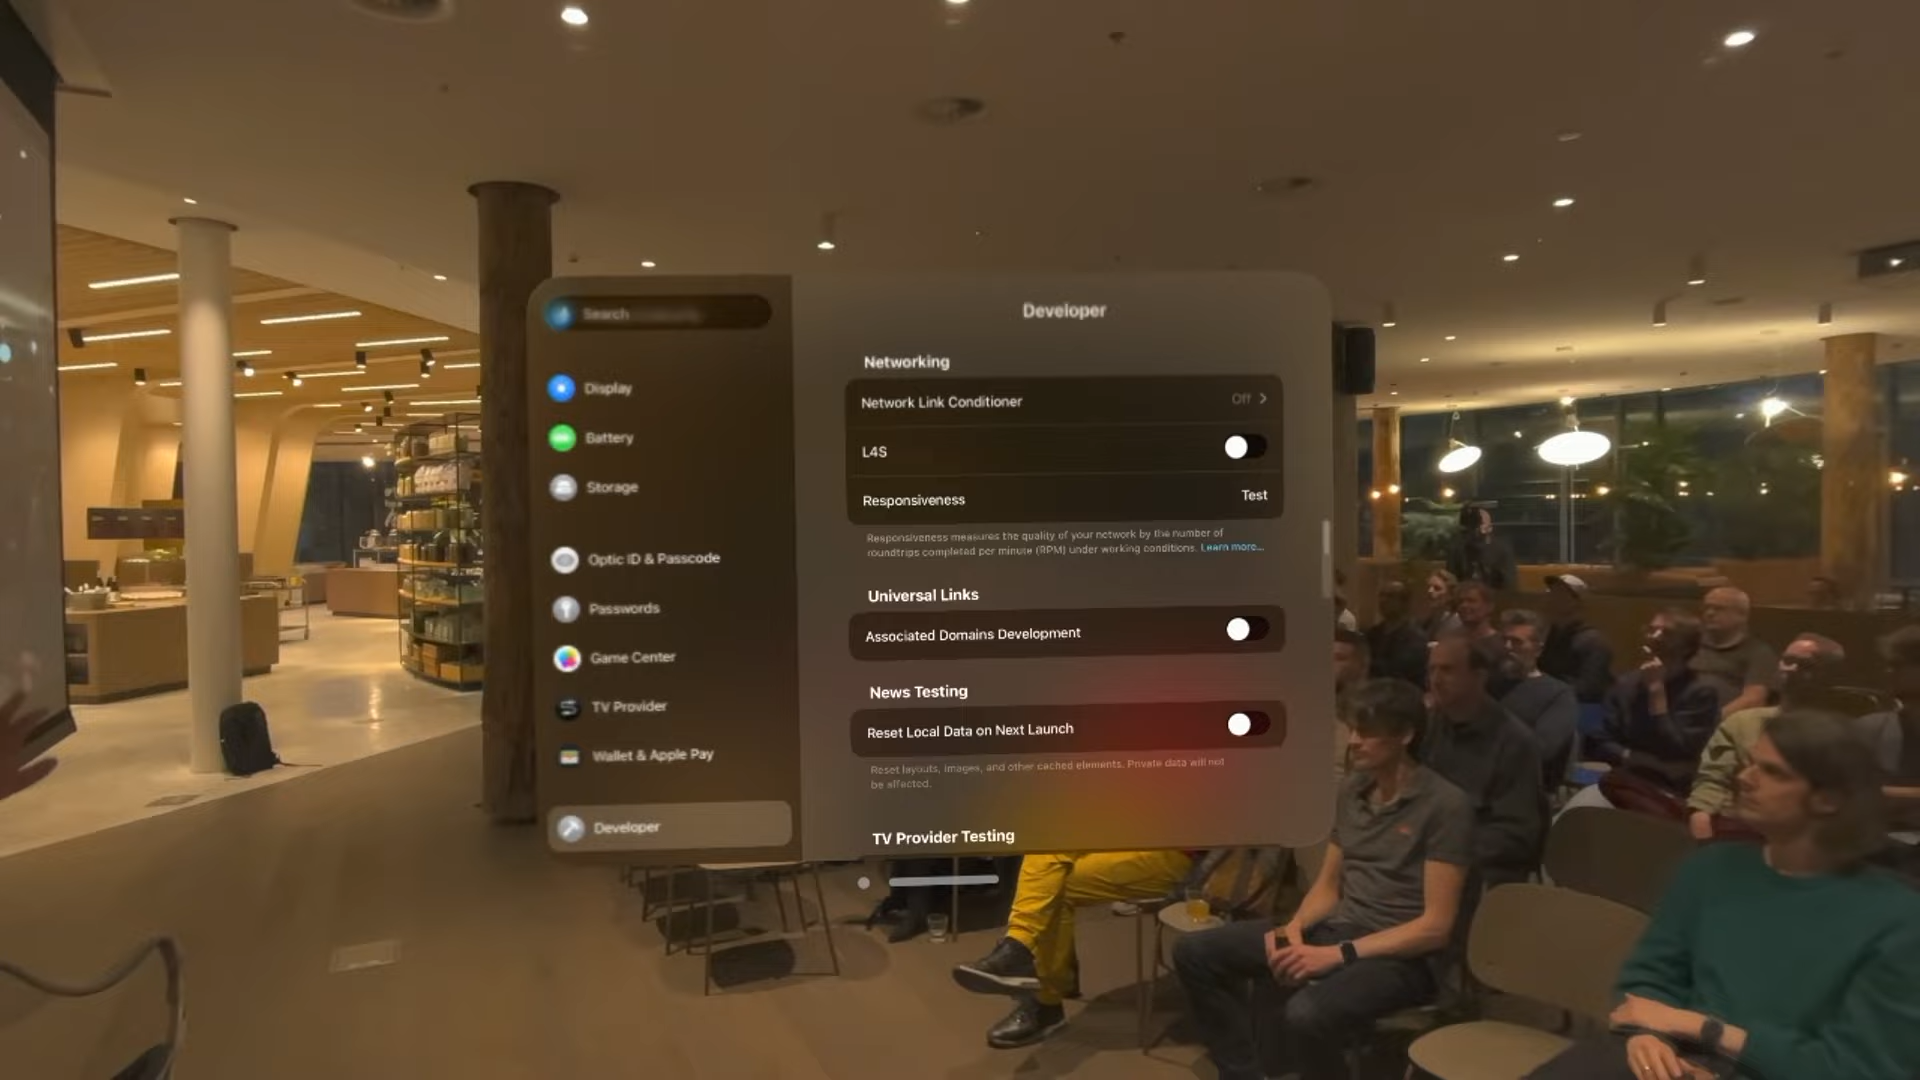 Search
Display
Battery
Storage
Optic ID & Passcode
Passwords
Game Center
TV Provider
Wallet & Apple Pay
Developer
Developer
Networking
Network Link Conditioner Off
L4S
Responsiveness Test
Responsiveness measures the quality of your network by the number of
roundtrips completed per minute (RPM) under working conditions. Learn more...
Universal Links
Associated Domains Development
News Testing
Reset Local Data on Next Launch
Reset layouts, images, and other cached elements. Private data will not
be affected.
TV Provider Testing